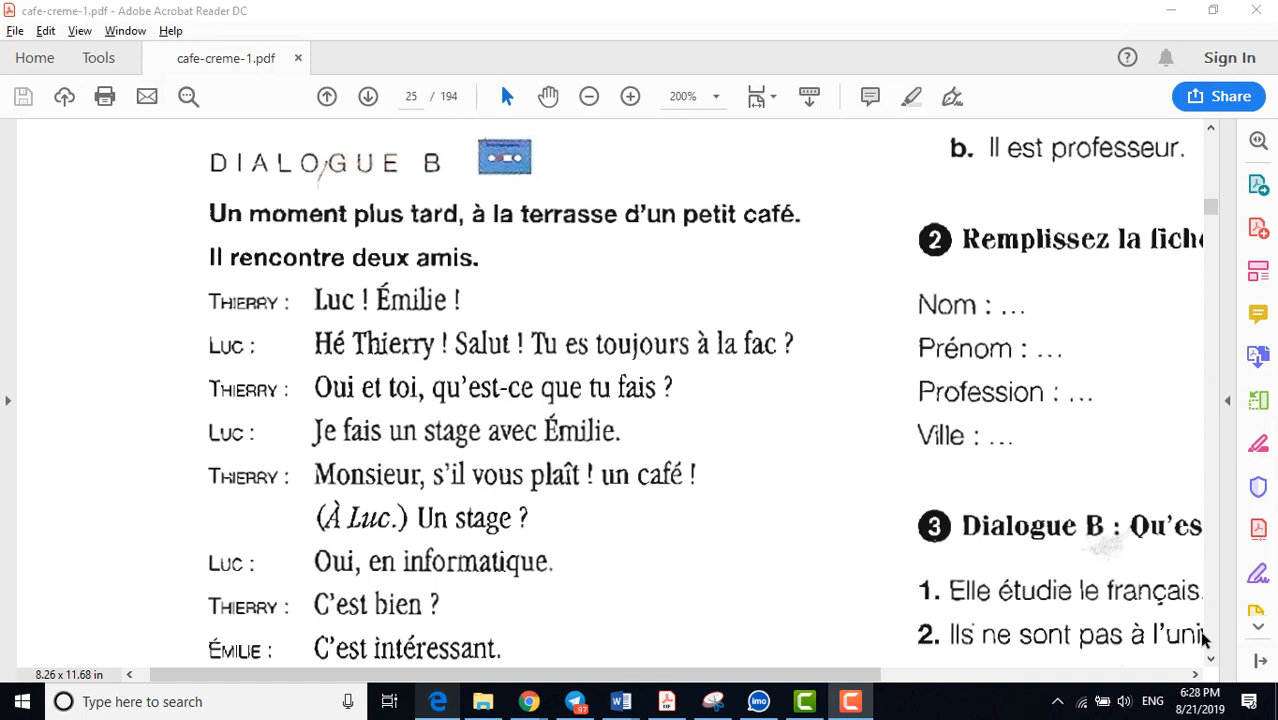 cafe-creme-1.pdf - Adobe Acrobat Reader DC
File Edit View Window Help
Home Tools cafe-creme-1.pdf ×
25 / 194 200% Sign In Share
DIALOGUE B
Un moment plus tard, à la terrasse d'un petit café.
Il rencontre deux amis.
THIERRY : Luc ! Émilie !
LUC : Hé Thierry ! Salut ! Tu es toujours à la fac ?
THIERRY : Oui et toi, qu'est-ce que tu fais ?
LUC : Je fais un stage avec Émilie.
THIERRY : Monsieur, s'il vous plaît ! un café !
(À Luc.) Un stage ?
LUC : Oui, en informatique.
THIERRY : C'est bien ?
ÉMILIE : C'est intéressant.
b. Il est professeur.
2 Remplissez la fich
Nom : ...
Prénom : ...
Profession : ...
Ville : ...
3 Dialogue B : Qu'es
1. Elle étudie le français.
2. Ils ne sont pas à l'uni
8.26 x 11.68 in
Type here to search
97
imo
ENG
6:28 PM
8/21/2019